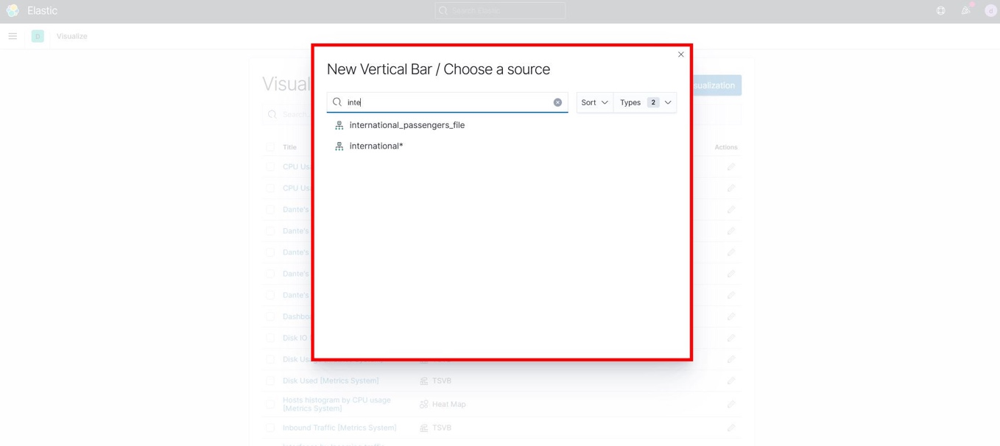 Elastic
Search Elastic
d
D
Visualize
New Vertical Bar / Choose a source
inte
Sort
Types 2
international_passengers_file
international*
Visual
sualization
Search
Title
Actions
CPU Us
CPU Us
Dante's
Dante's
Dante's
Dante's
Dante's
Dashboa
Disk IO
Disk Us
Disk Used [Metrics System]
TSVB
Hosts histogram by CPU usage
[Metrics System]
Heat Map
Inbound Traffic [Metrics System]
TSVB